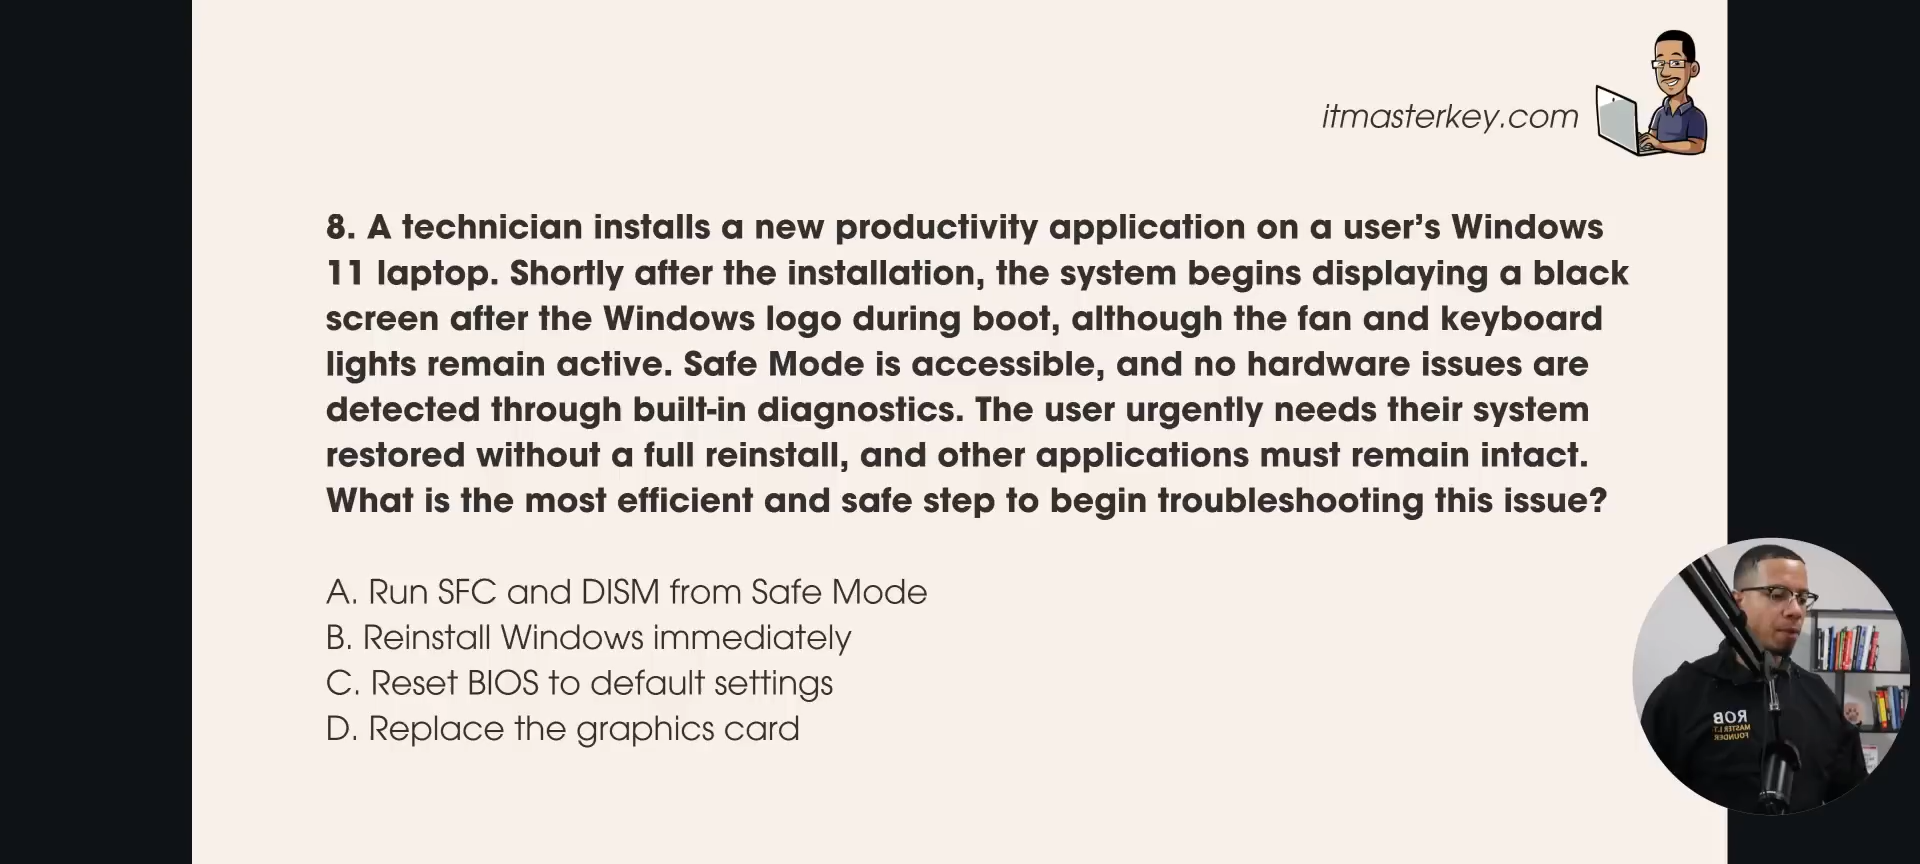 itmasterkey.com
8. A technician installs a new productivity application on a user’s Windows
11 laptop. Shortly after the installation, the system begins displaying a black
screen after the Windows logo during boot, although the fan and keyboard
lights remain active. Safe Mode is accessible, and no hardware issues are
detected through built-in diagnostics. The user urgently needs their system
restored without a full reinstall, and other applications must remain intact.
What is the most efficient and safe step to begin troubleshooting this issue?
A. Run SFC and DISM from Safe Mode
B. Reinstall Windows immediately
C. Reset BIOS to default settings
D. Replace the graphics card
ROB
MASTER I.T.
FOUNDER